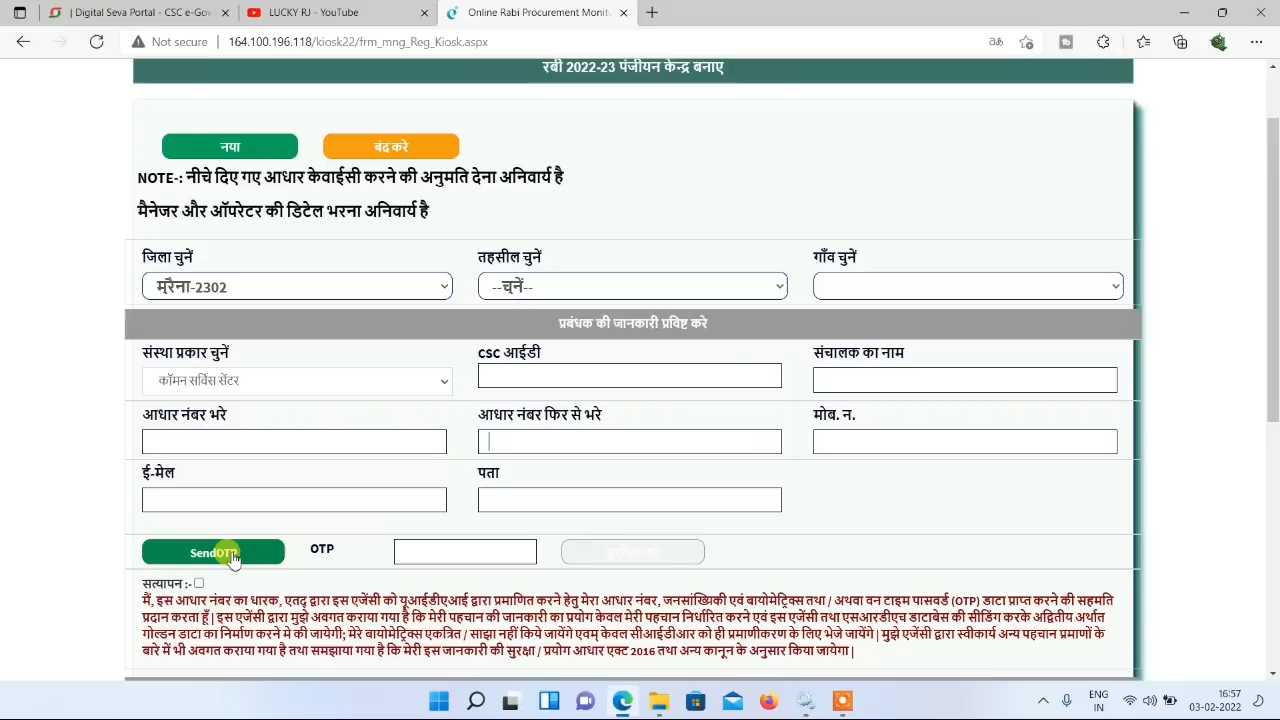 | Digital Seva Portal - CSC e-Gov
LUCKY RJ - YouTube
Online Rabi Procurement Monito
Not secure | 164.100.196.118/kiosk22/frm_mng_Reg_Kiosk.aspx
रबी 2022-23 पंजीयन केन्द्र बनाए
नया बंद करे
NOTE-: नीचे दिए गए आधार केवाईसी करने की अनुमति देना अनिवार्य है
मैनेजर और ऑपरेटर की डिटेल भरना अनिवार्य है
जिला चुनें तहसील चुनें गाँव चुनें
मुरैना-2302 --चुनें--
प्रबंधक की जानकारी प्रविष्ट करे
संस्था प्रकार चुनें CSC आईडी संचालक का नाम
कॉमन सर्विस सेंटर
आधार नंबर भरे आधार नंबर फिर से भरे मोब. न.
ई-मेल पता
SendOTP OTP
सत्यापन :-
मैं, इस आधार नंबर का धारक, एतद् द्वारा इस एजेंसी को यूआईडीएआई द्वारा प्रमाणित करने हेतु मेरा आधार नंबर, जनसांख्यिकी एवं बायोमेट्रिक्स तथा / अथवा वन टाइम पासवर्ड (OTP) डाटा प्राप्त करने की सहमति
प्रदान करता हूँ | इस एजेंसी द्वारा मुझे अवगत कराया गया है कि मेरी पहचान की जानकारी का प्रयोग केवल मेरी पहचान निर्धारित करने एवं इस एजेंसी तथा एसआरडीएच डाटाबेस की सीडिंग करके अद्वितीय अर्थात
गोल्डन डाटा का निर्माण करने मे की जायेगी; मेरे बायोमेट्रिक्स एकत्रित / साझा नहीं किये जायेंगे एवम् केवल सीआईडीआर को ही प्रमाणीकरण के लिए भेजे जायेंगे | मुझे एजेंसी द्वारा स्वीकार्य अन्य पहचान प्रमाणों के
बारे में भी अवगत कराया गया है तथा समझाया गया है कि मेरी इस जानकारी की सुरक्षा / प्रयोग आधार एक्ट 2016 तथा अन्य कानून के अनुसार किया जायेगा |
ENG 16:57
IN 03-02-2022